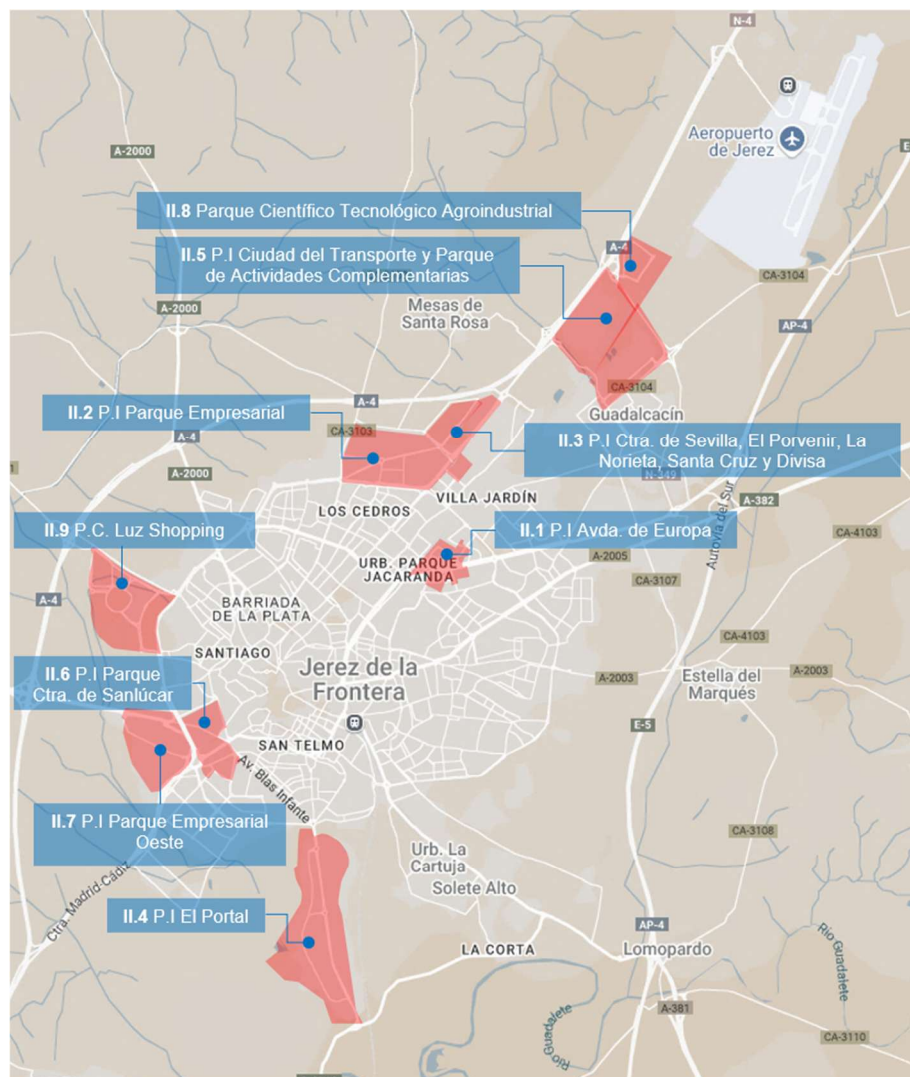 N-4
A-2000
Aeropuerto
de Jerez
E
II.8 Parque Científico Tecnológico Agroindustrial
II.5 P.I Ciudad del Transporte y Parque
de Actividades Complementarias
A-4
CA-3104
A-2000
Mesas de
Santa Rosa
AP-4
CA-3104
A-4
II.2 P.I Parque Empresarial
Guadalcacín
CA-3103
A-4
II.3 P.I Ctra. de Sevilla, El Porvenir, La
Norieta, Santa Cruz y Divisa
A-2000
N-349
VILLA JARDÍN
A-382
LOS CEDROS
Autovía del Sur
II.9 P.C. Luz Shopping
II.1 P.I Avda. de Europa
CA-4103
A-2005
URB. PARQUE
JACARANDA
CA-3107
A-4
BARRIADA
DE LA PLATA
CA-4103
SANTIAGO
Jerez de la
Frontera
A-2003
A-2003
Estella del
Marqués
II.6 P.I Parque
Ctra. de Sanlúcar
E-5
SAN TELMO
Av. Blas Infante
II.7 P.I Parque Empresarial
Oeste
CA-3108
Urb. La
Cartuja
Ctra. Madrid-Cádiz
Solete Alto
II.4 P.I El Portal
AP-4
LA CORTA
Lomopardo
Río Guadalete
A-381
CA-3110
Río
Guadalete